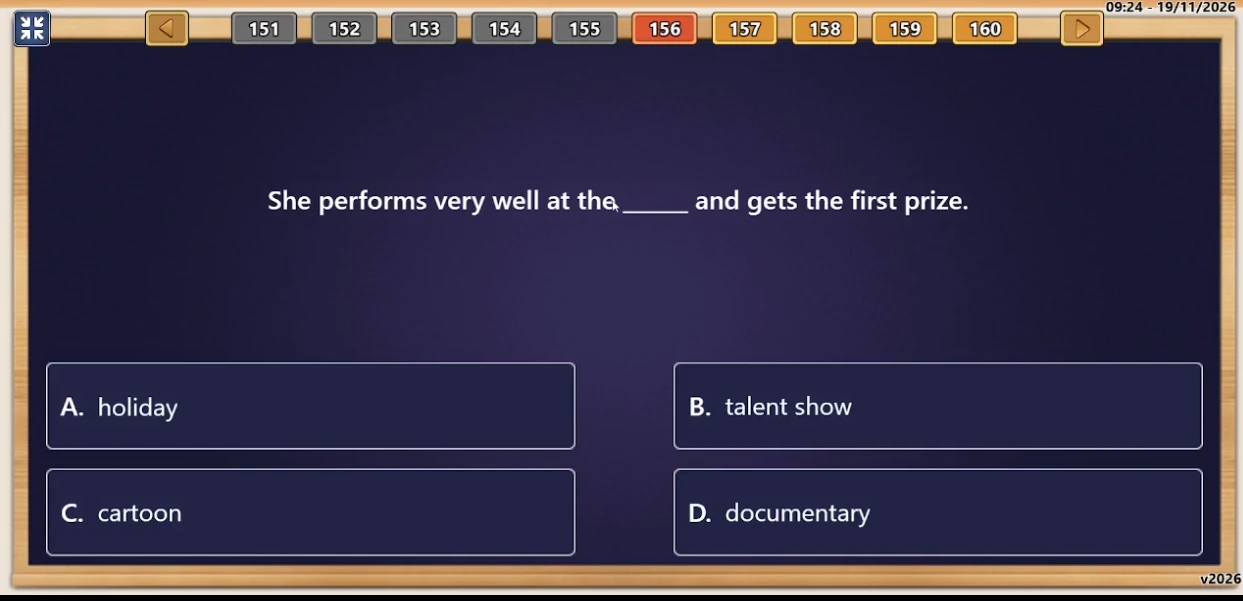 09:24 - 19/11/2026
151 152 153 154 155 156 157 158 159 160
She performs very well at the _____ and gets the first prize.
A. holiday
B. talent show
C. cartoon
D. documentary
v2026